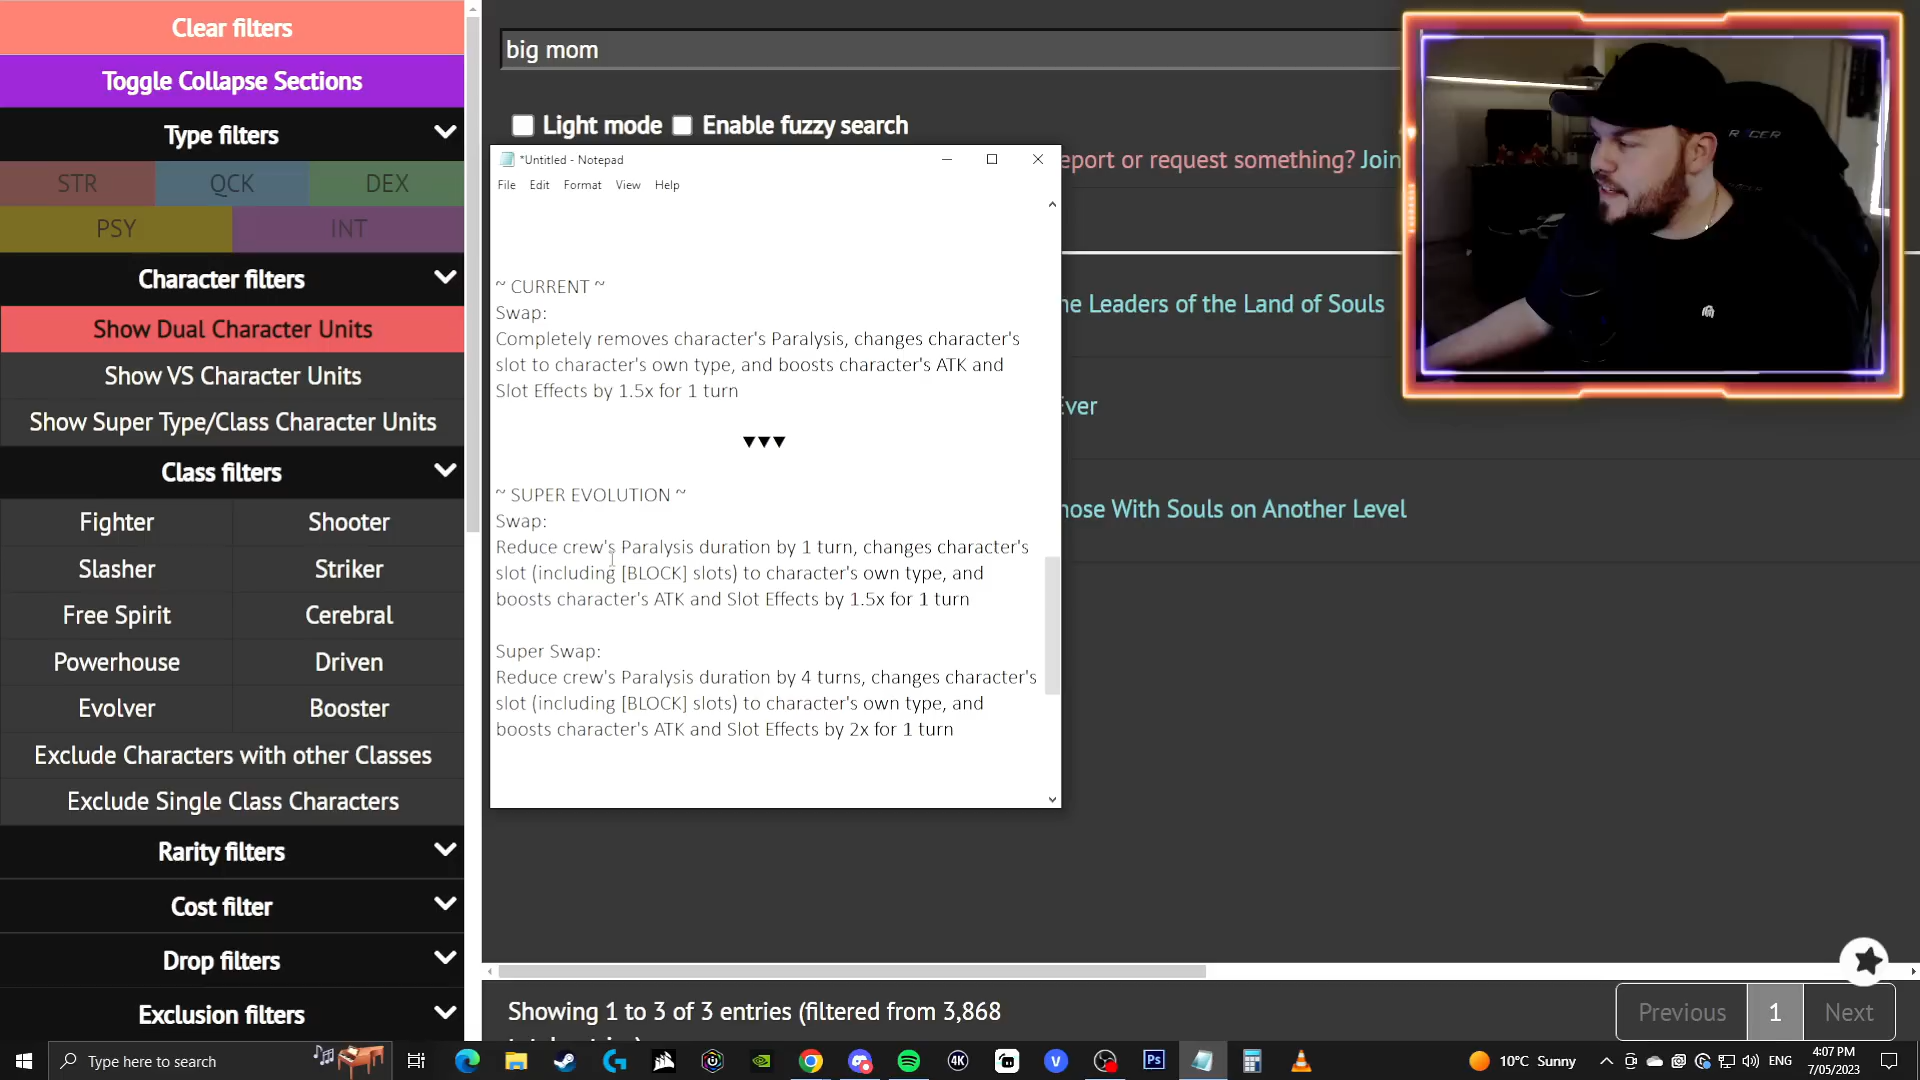 Clear filters
Toggle Collapse Sections
Type filters
STR
QCK
DEX
PSY
INT
Character filters
Show Dual Character Units
Show VS Character Units
Show Super Type/Class Character Units
Class filters
Fighter
Shooter
Slasher
Striker
Free Spirit
Cerebral
Powerhouse
Driven
Evolver
Booster
Exclude Characters with other Classes
Exclude Single Class Characters
Rarity filters
Cost filter
Drop filters
Exclusion filters
big mom
Light mode
Enable fuzzy search
eport or request something? Join
ne Leaders of the Land of Souls
Ever
hose With Souls on Another Level
*Untitled - Notepad
File Edit Format View Help
~ CURRENT ~
Swap:
Completely removes character's Paralysis, changes character's
slot to character's own type, and boosts character's ATK and
Slot Effects by 1.5x for 1 turn
▼▼▼
~ SUPER EVOLUTION ~
Swap:
Reduce crew's Paralysis duration by 1 turn, changes character's
slot (including [BLOCK] slots) to character's own type, and
boosts character's ATK and Slot Effects by 1.5x for 1 turn
Super Swap:
Reduce crew's Paralysis duration by 4 turns, changes character's
slot (including [BLOCK] slots) to character's own type, and
boosts character's ATK and Slot Effects by 2x for 1 turn
Showing 1 to 3 of 3 entries (filtered from 3,868
Previous
1
Next
Type here to search
4K
Ps
10°C Sunny
ENG
4:07 PM
7/05/2023